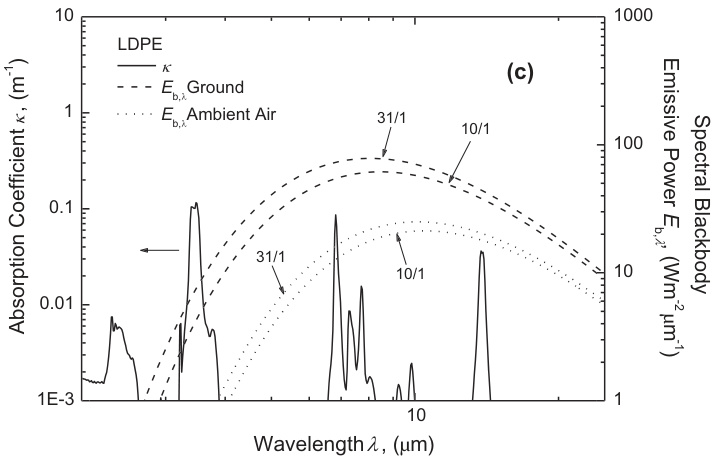 10
1
0.1
0.01
1E-3
Absorption Coefficient κ, (m⁻¹)
LDPE
κ
E_b,λ Ground
E_b,λ Ambient Air
(c)
31/1
10/1
31/1
10/1
1000
100
10
1
Spectral Blackbody
Emissive Power E_b,λ, (Wm⁻² μm⁻¹)
10
Wavelength λ, (μm)